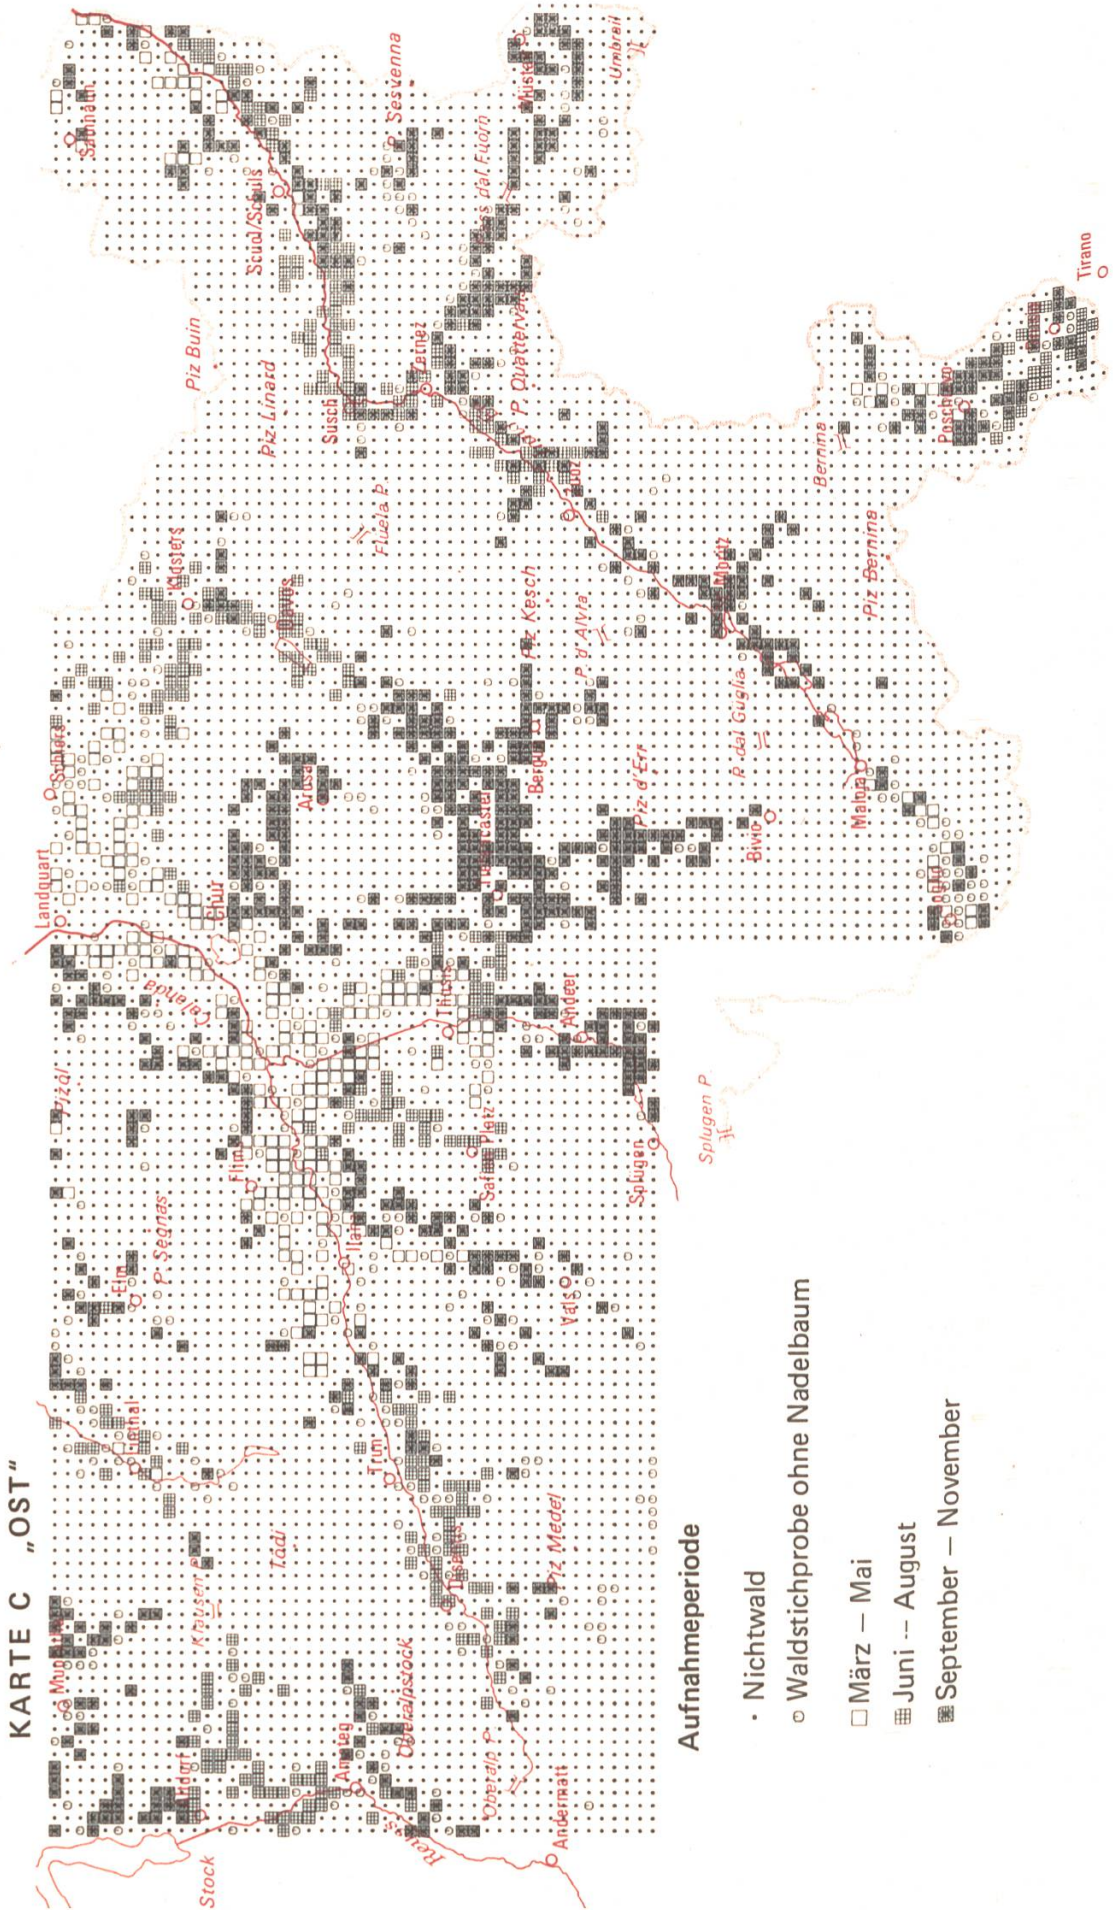 KARTE C „OST“
Stock
Altdorf
Amsteg
Reuss
Andermatt
Oberalp P
Oberalpstock
Klausen P
Tödi
Linthal
Disentis
Trun
Piz Medel
Elm
P. Segnas
Pizol
Flims
Ilanz
Vals
Safien Platz
Splügen
Splügen P
Calanda
Landquart
Chur
Thusis
Andeer
Schiers
Arosa
Tiefencastel
Bergün
Piz d'Err
Bivio
P. dal Güglia
Maloja
Klosters
Davos
Flüela P.
Piz Kesch
P. d'Alvra
Moritz
Piz Bernina
Bernina
Poschiavo
Tirano
Piz Buin
Piz Linard
Susch
Zernez
P. Quattervals
Scuol/Schuls
Samnaun
P. Sesvenna
Pass dal Fuorn
Müstair
Umbrail
Aufnahmeperiode
Nichtwald
Waldstichprobe ohne Nadelbaum
März — Mai
Juni — August
September — November